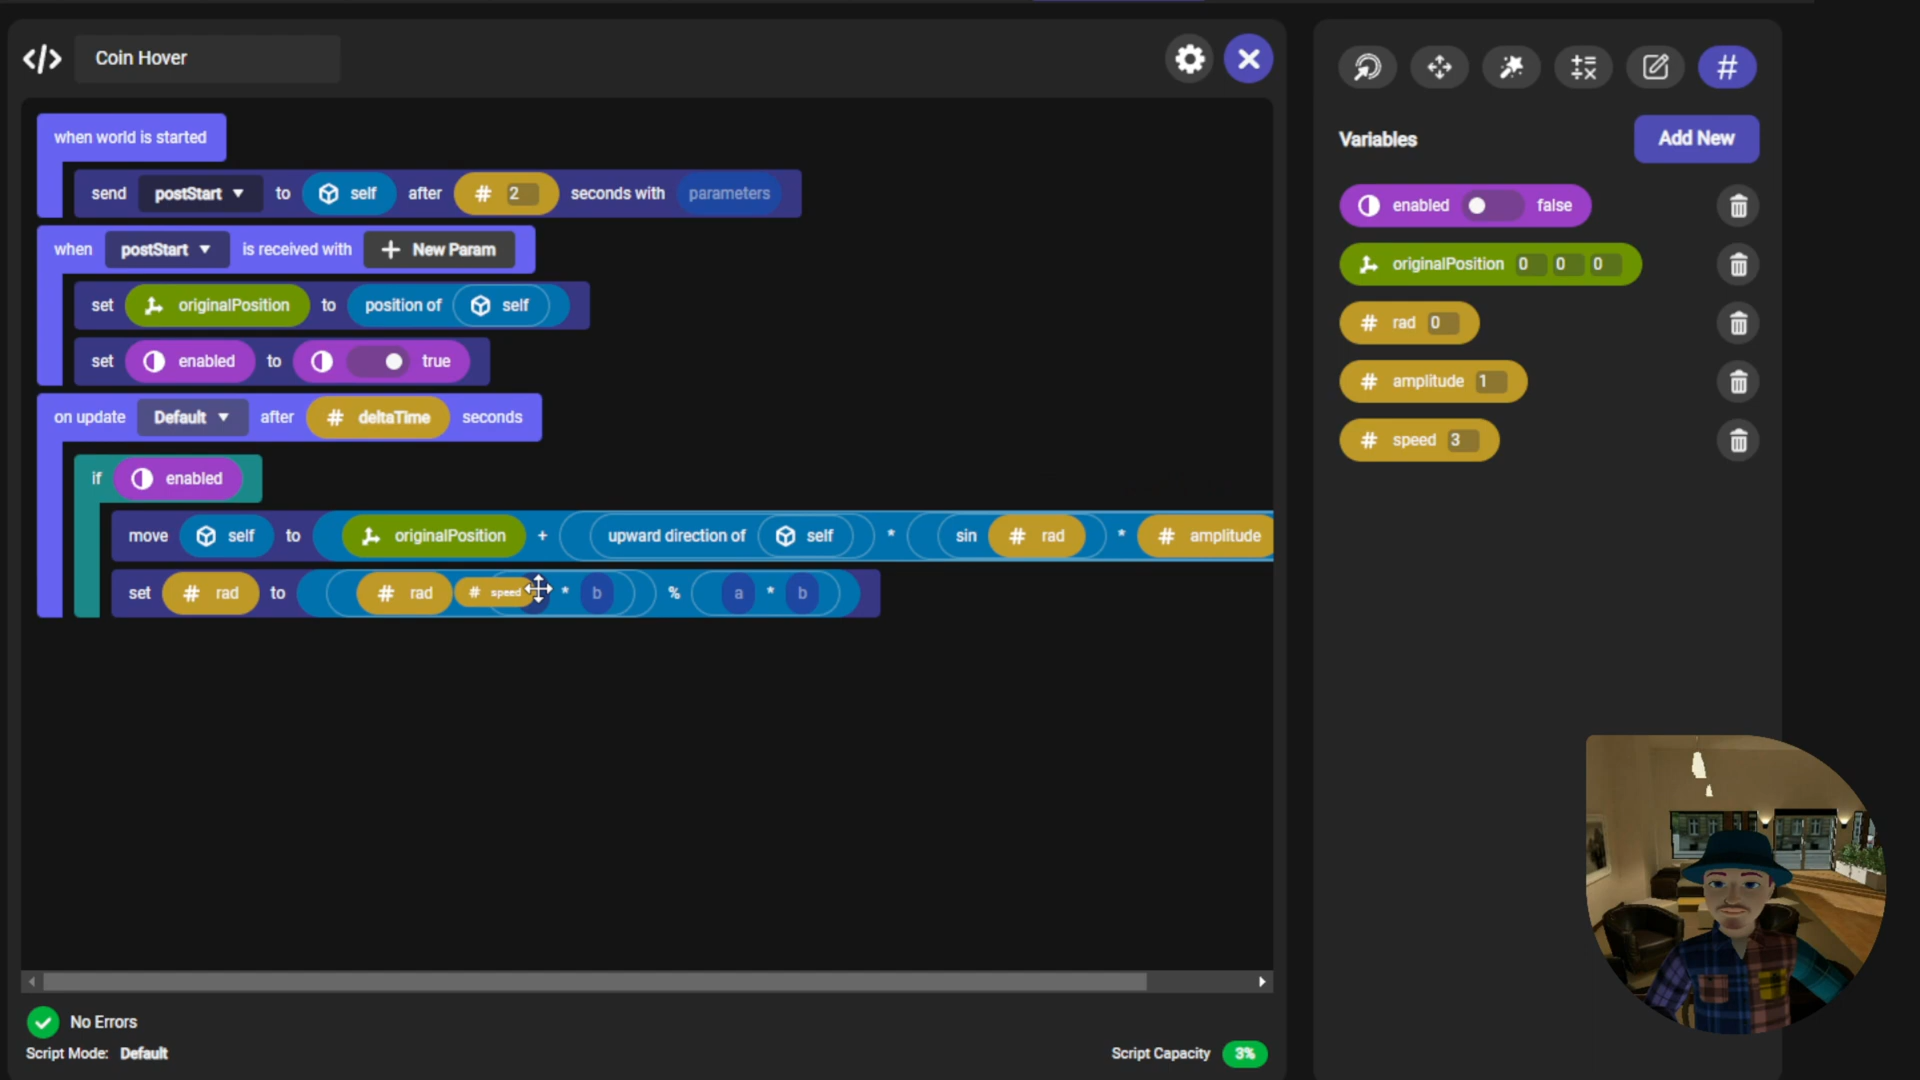 </> Coin Hover
when world is started
send postStart ▼ to self after # 2 seconds with parameters
when postStart ▼ is received with + New Param
set originalPosition to position of self
set enabled to true
on update Default ▼ after # deltaTime seconds
if enabled
move self to originalPosition + upward direction of self * sin # rad * # amplitude
set # rad to # rad # speed * b % a * b
No Errors
Script Mode: Default
Script Capacity 3%
#
Variables Add New
enabled false
originalPosition 0 0 0
# rad 0
# amplitude 1
# speed 3